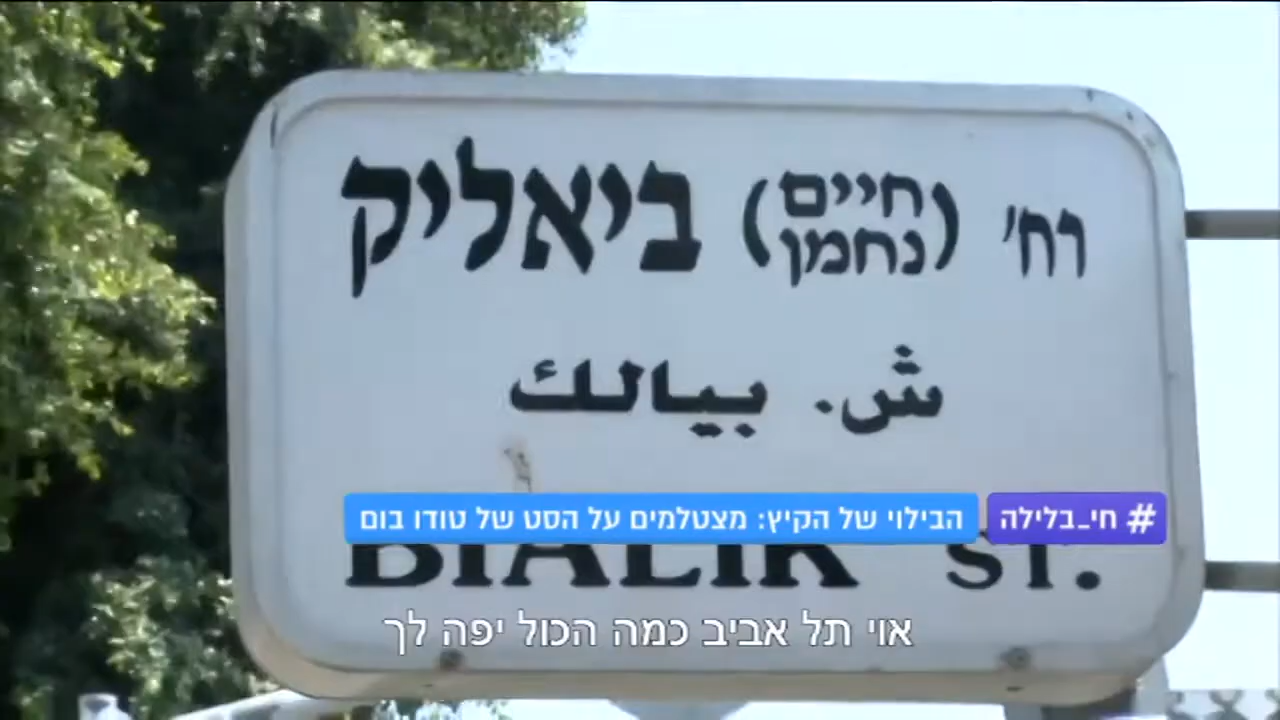 רח' (חיים נחמן) ביאליק
ش. بيالك
#חי_בלילה הבילוי של הקיץ: מצטלמים על הסט של טודו בום
BIALIK ST.
אוי תל אביב כמה הכול יפה לך